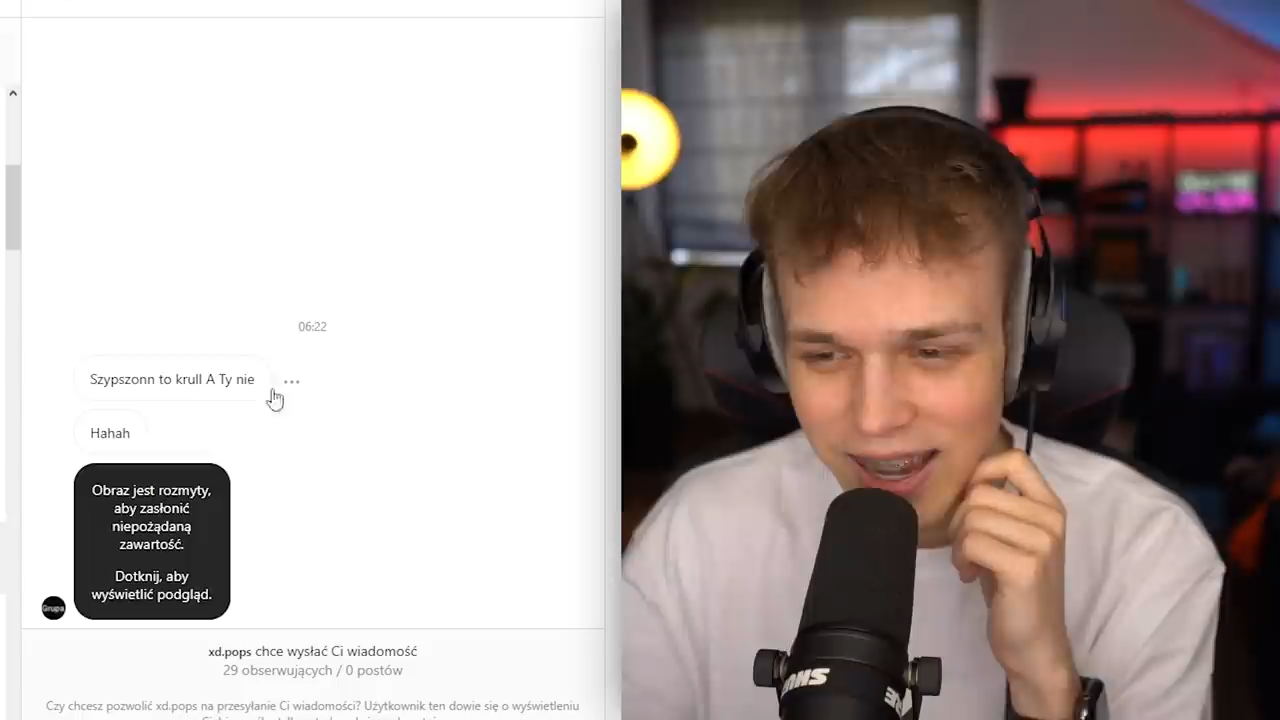 06:22
Szypszonn to krull A Ty nie
Hahah
Obraz jest rozmyty,
aby zasłonić
niepożądaną
zawartość.
Dotknij, aby
wyświetlić podgląd.
Grupa
xd.pops chce wysłać Ci wiadomość
29 obserwujących / 0 postów
Czy chcesz pozwolić xd.pops na przesyłanie Ci wiadomości? Użytkownik ten dowie się o wyświetleniu